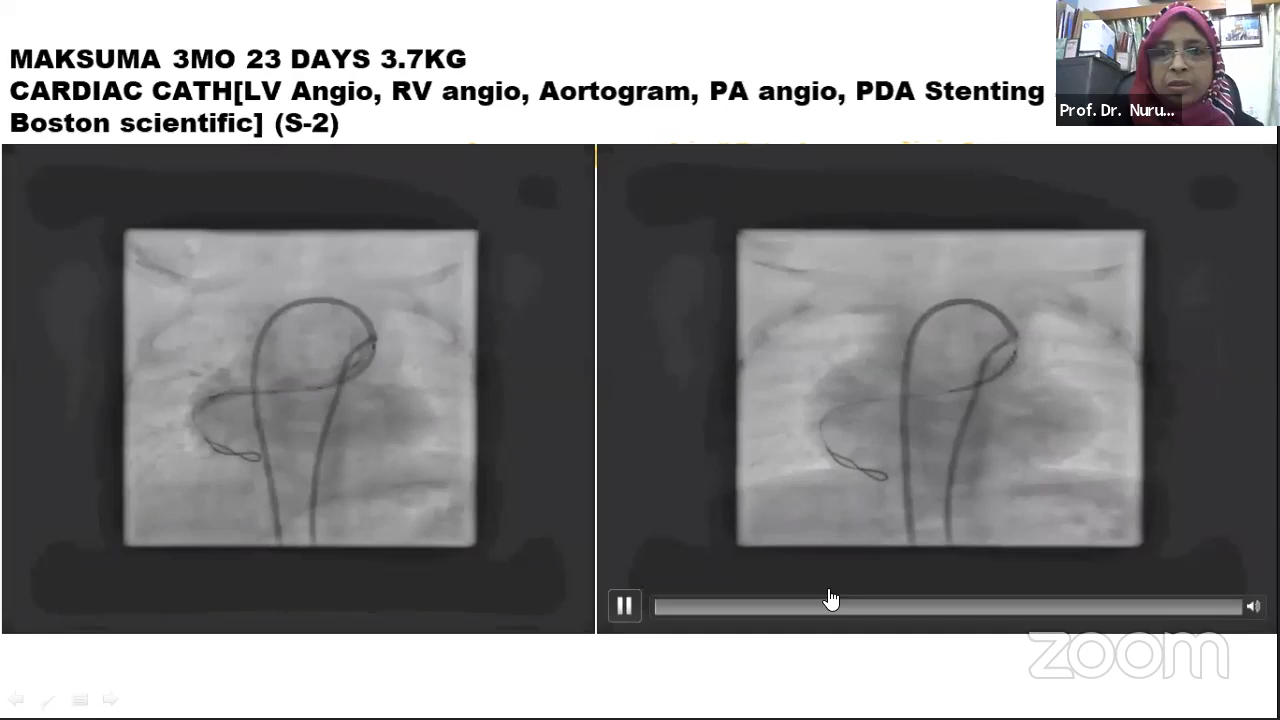 MAKSUMA 3MO 23 DAYS 3.7KG
CARDIAC CATH[LV Angio, RV angio, Aortogram, PA angio, PDA Stenting
Boston scientific] (S-2)
Prof. Dr. Nuru...
zoom